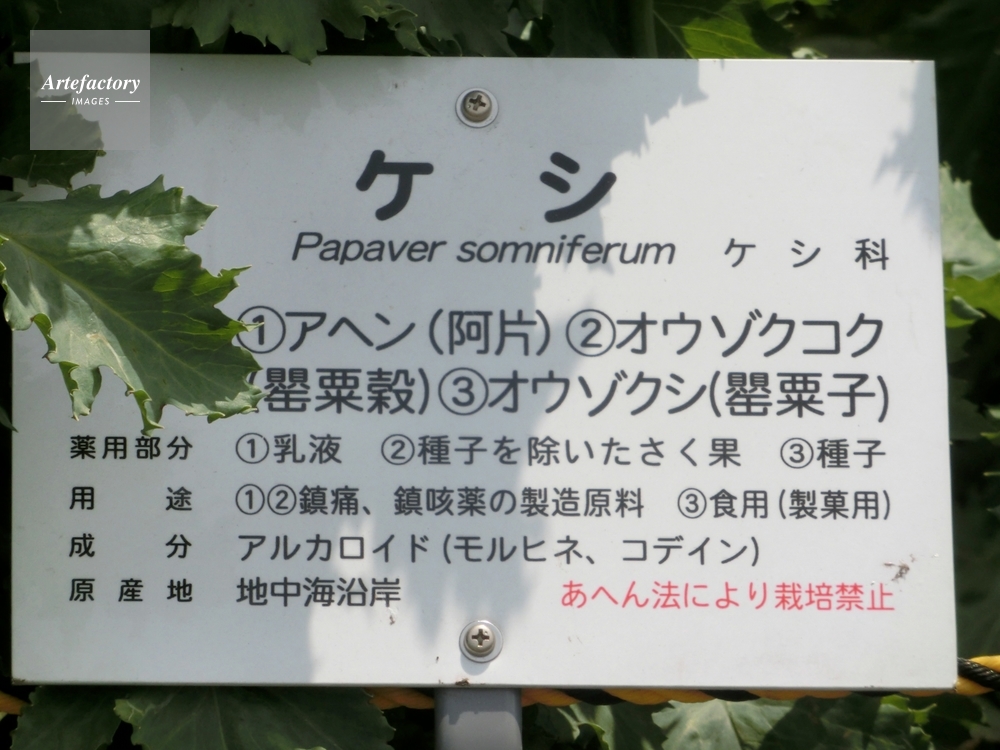 Artefactory
IMAGES
ケシ
Papaver somniferum ケシ科
①アヘン(阿片)②オウゾクコク
(罌粟穀)③オウゾクシ(罌粟子)
薬用部分 ①乳液 ②種子を除いたさく果 ③種子
用途 ①②鎮痛、鎮咳薬の製造原料 ③食用(製菓用)
成分 アルカロイド(モルヒネ、コデイン)
原産地 地中海沿岸 あへん法により栽培禁止